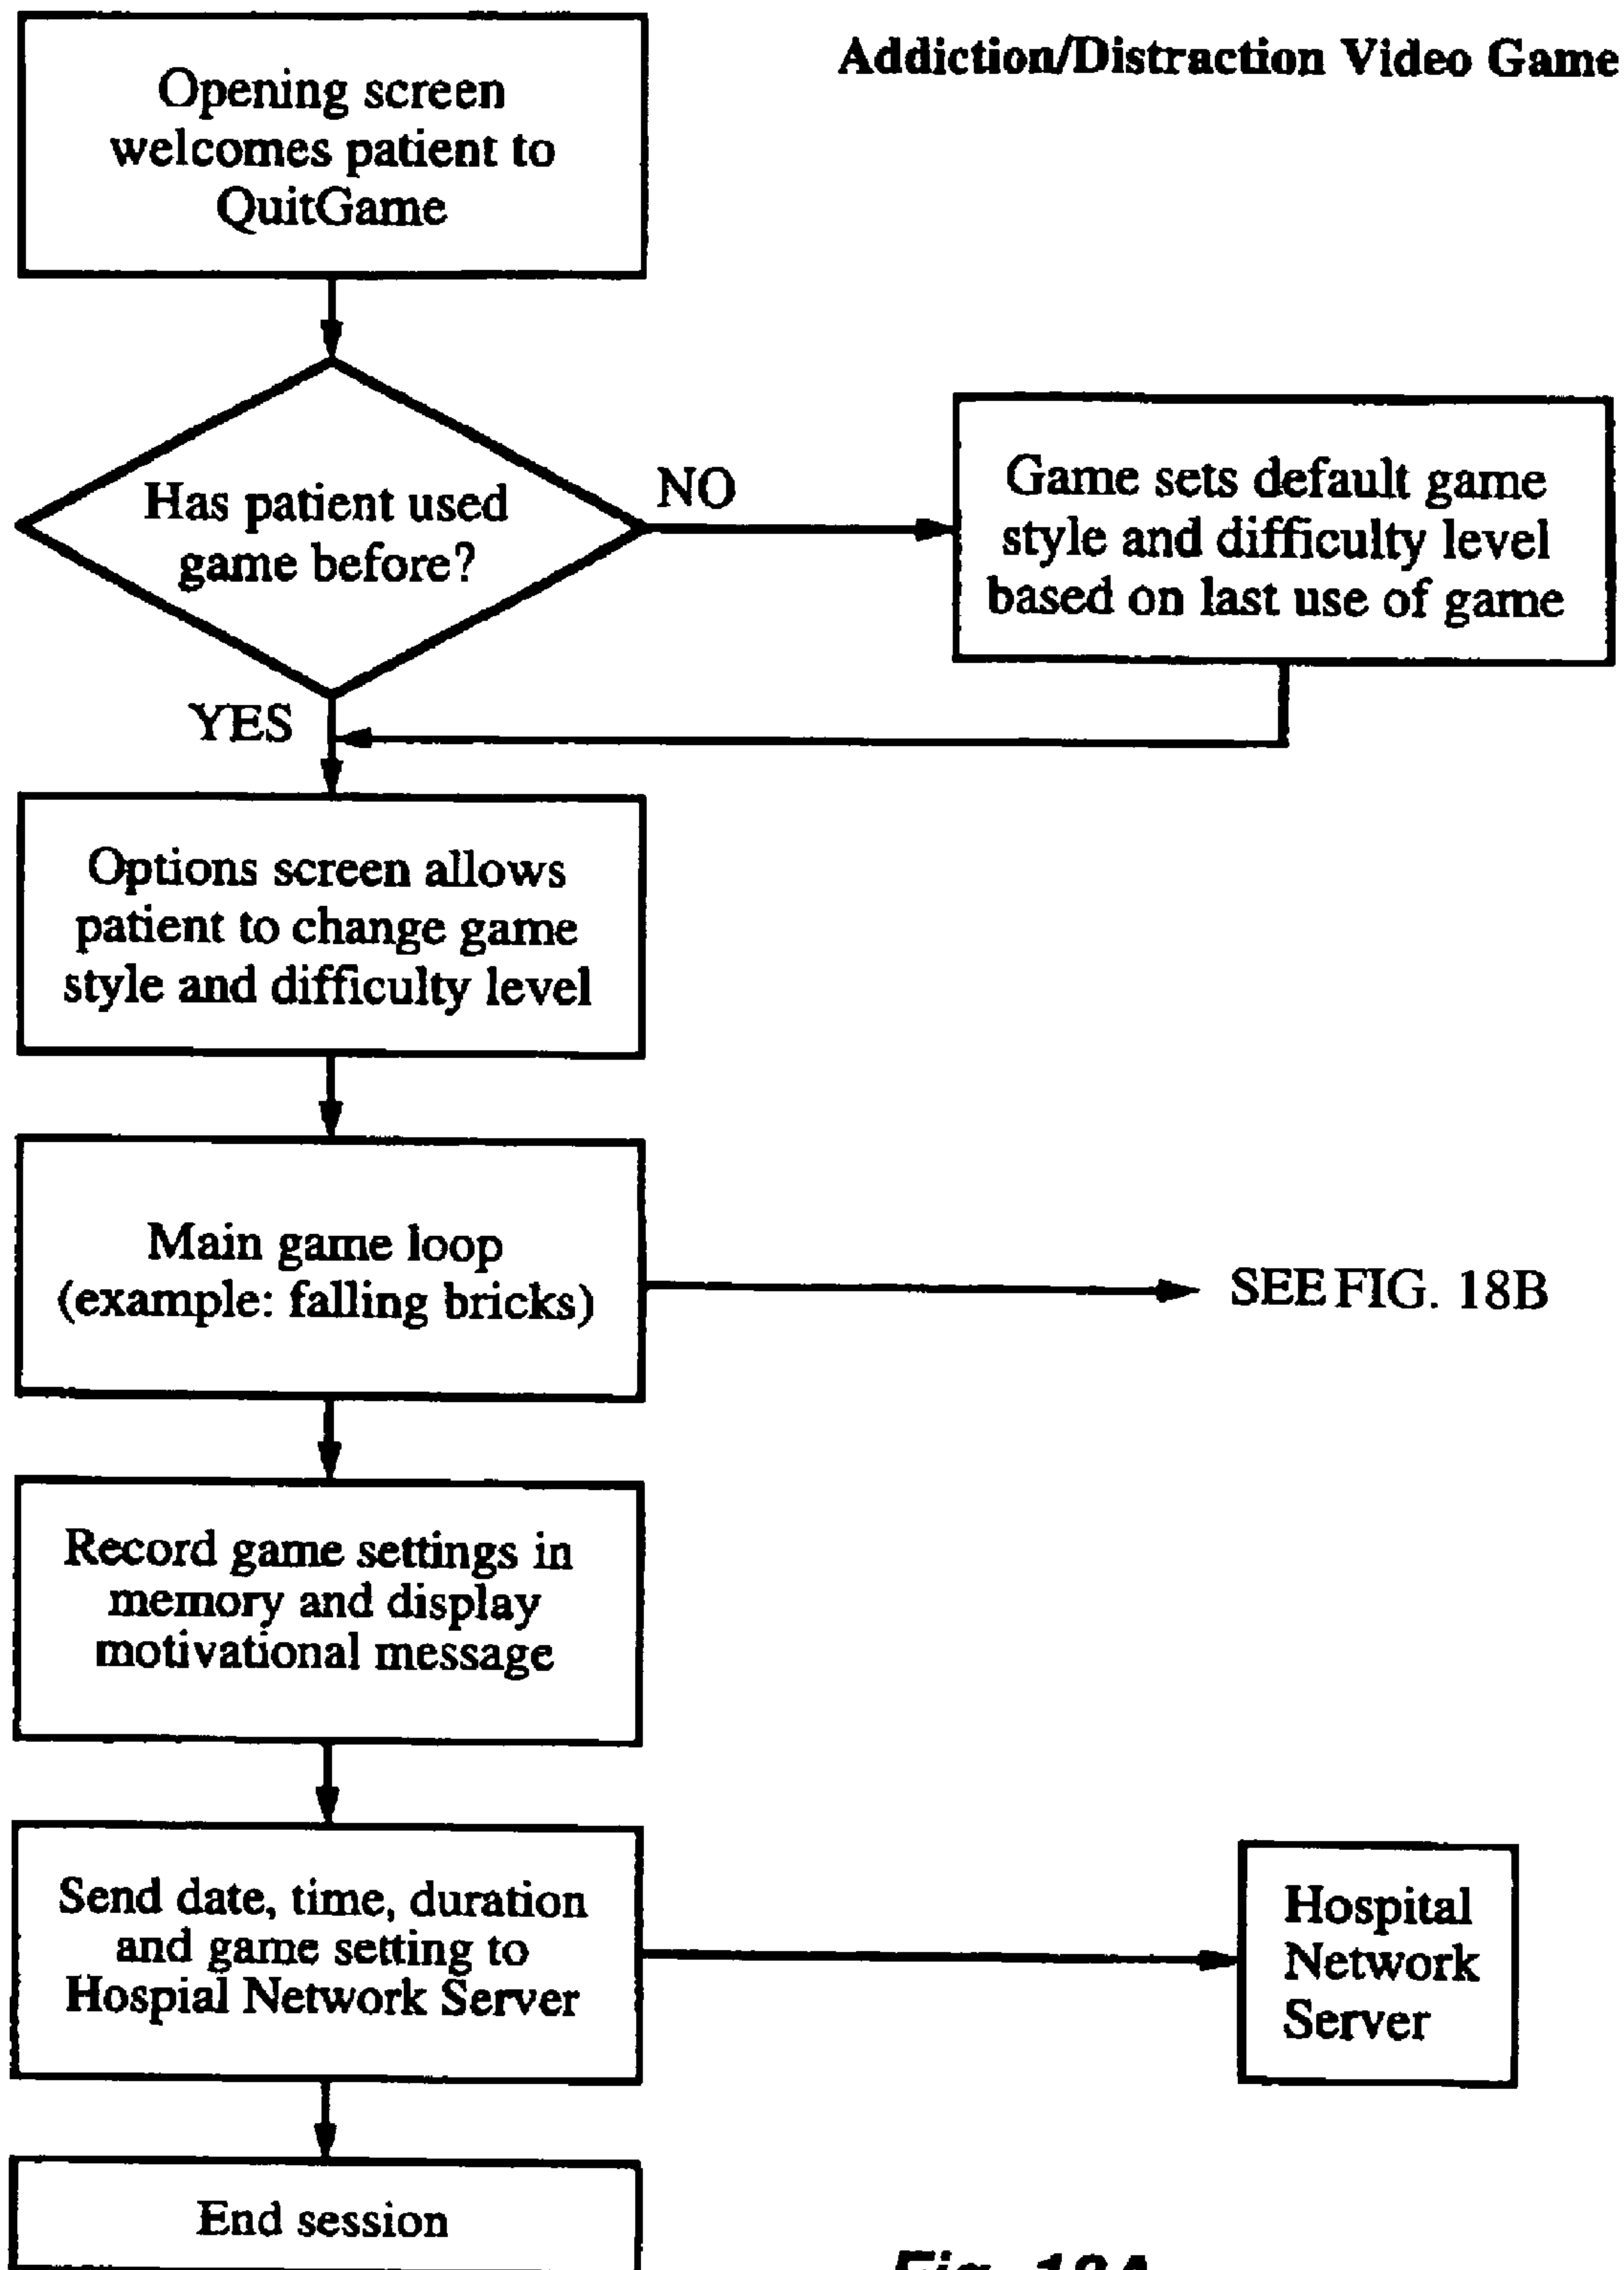 Addiction/Distraction Video Game
Opening screen
welcomes patient to
QuitGame
Has patient used
game before?
NO
Game sets default game
style and difficulty level
based on last use of game
YES
Options screen allows
patient to change game
style and difficulty level
Main game loop
(example: falling bricks)
SEE FIG. 18B
Record game settings in
memory and display
motivational message
Send date, time, duration
and game setting to
Hospial Network Server
Hospital
Network
Server
End session